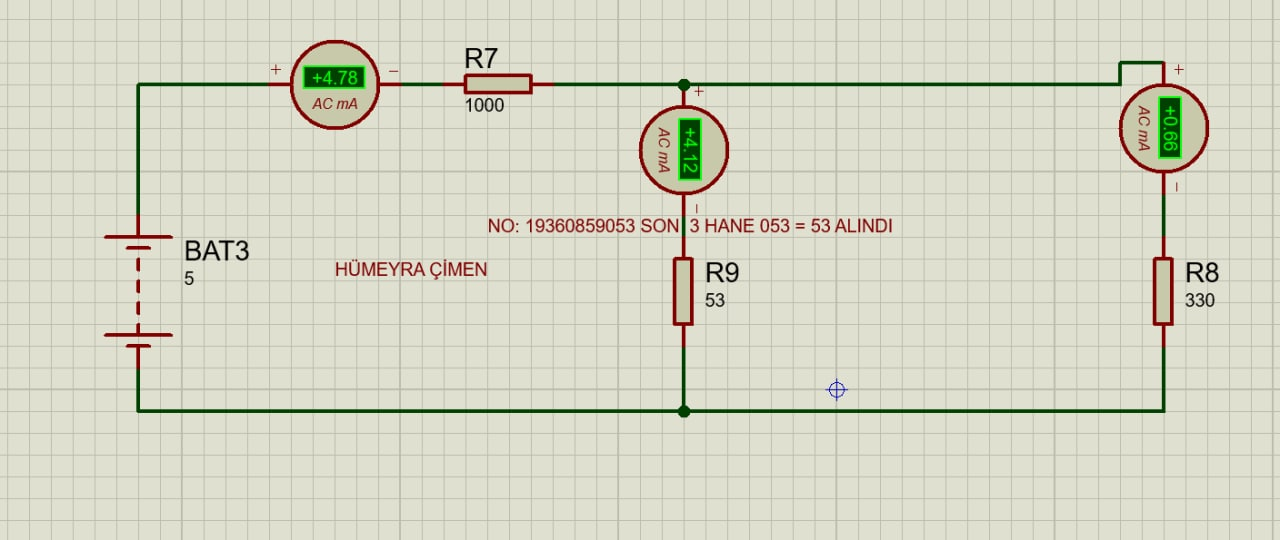 R7
+4.78
AC mA
1000
+4.12
AC mA
+0.66
AC mA
NO: 19360859053 SON 3 HANE 053 = 53 ALINDI
BAT3
5
HÜMEYRA ÇİMEN
R9
53
R8
330